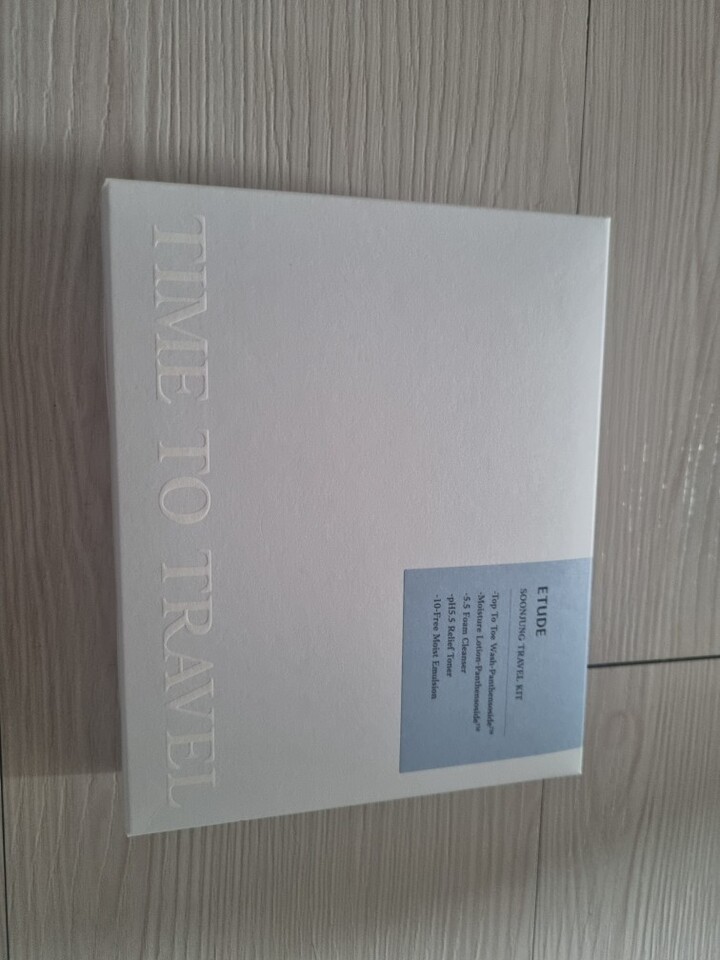 ETUDE
SOONJUNG TRAVEL KIT
·Top To Toe Wash-Panthensoside™
·Moisture Lotion-Panthensoside™
·5.5 Foam Cleanser
·pH5.5 Relief Toner
·10-Free Moist Emulsion
TIME TO TRAVEL